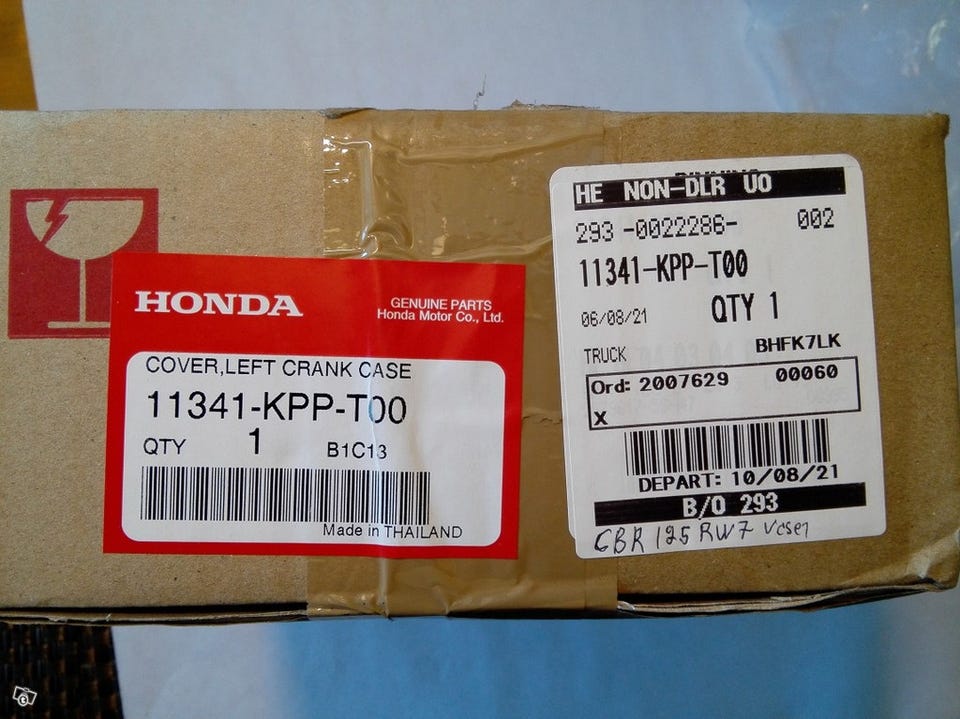 HONDA
GENUINE PARTS
Honda Motor Co., Ltd.
COVER,LEFT CRANK CASE
11341-KPP-T00
QTY 1 B1C13
Made in THAILAND
HE NON-DLR UO
293 -0022286- 002
11341-KPP-T00
06/08/21 QTY 1
TRUCK BHFK7LK
Ord: 2007629 00060
X
DEPART: 10/08/21
B/O 293
CBR 125 RW7